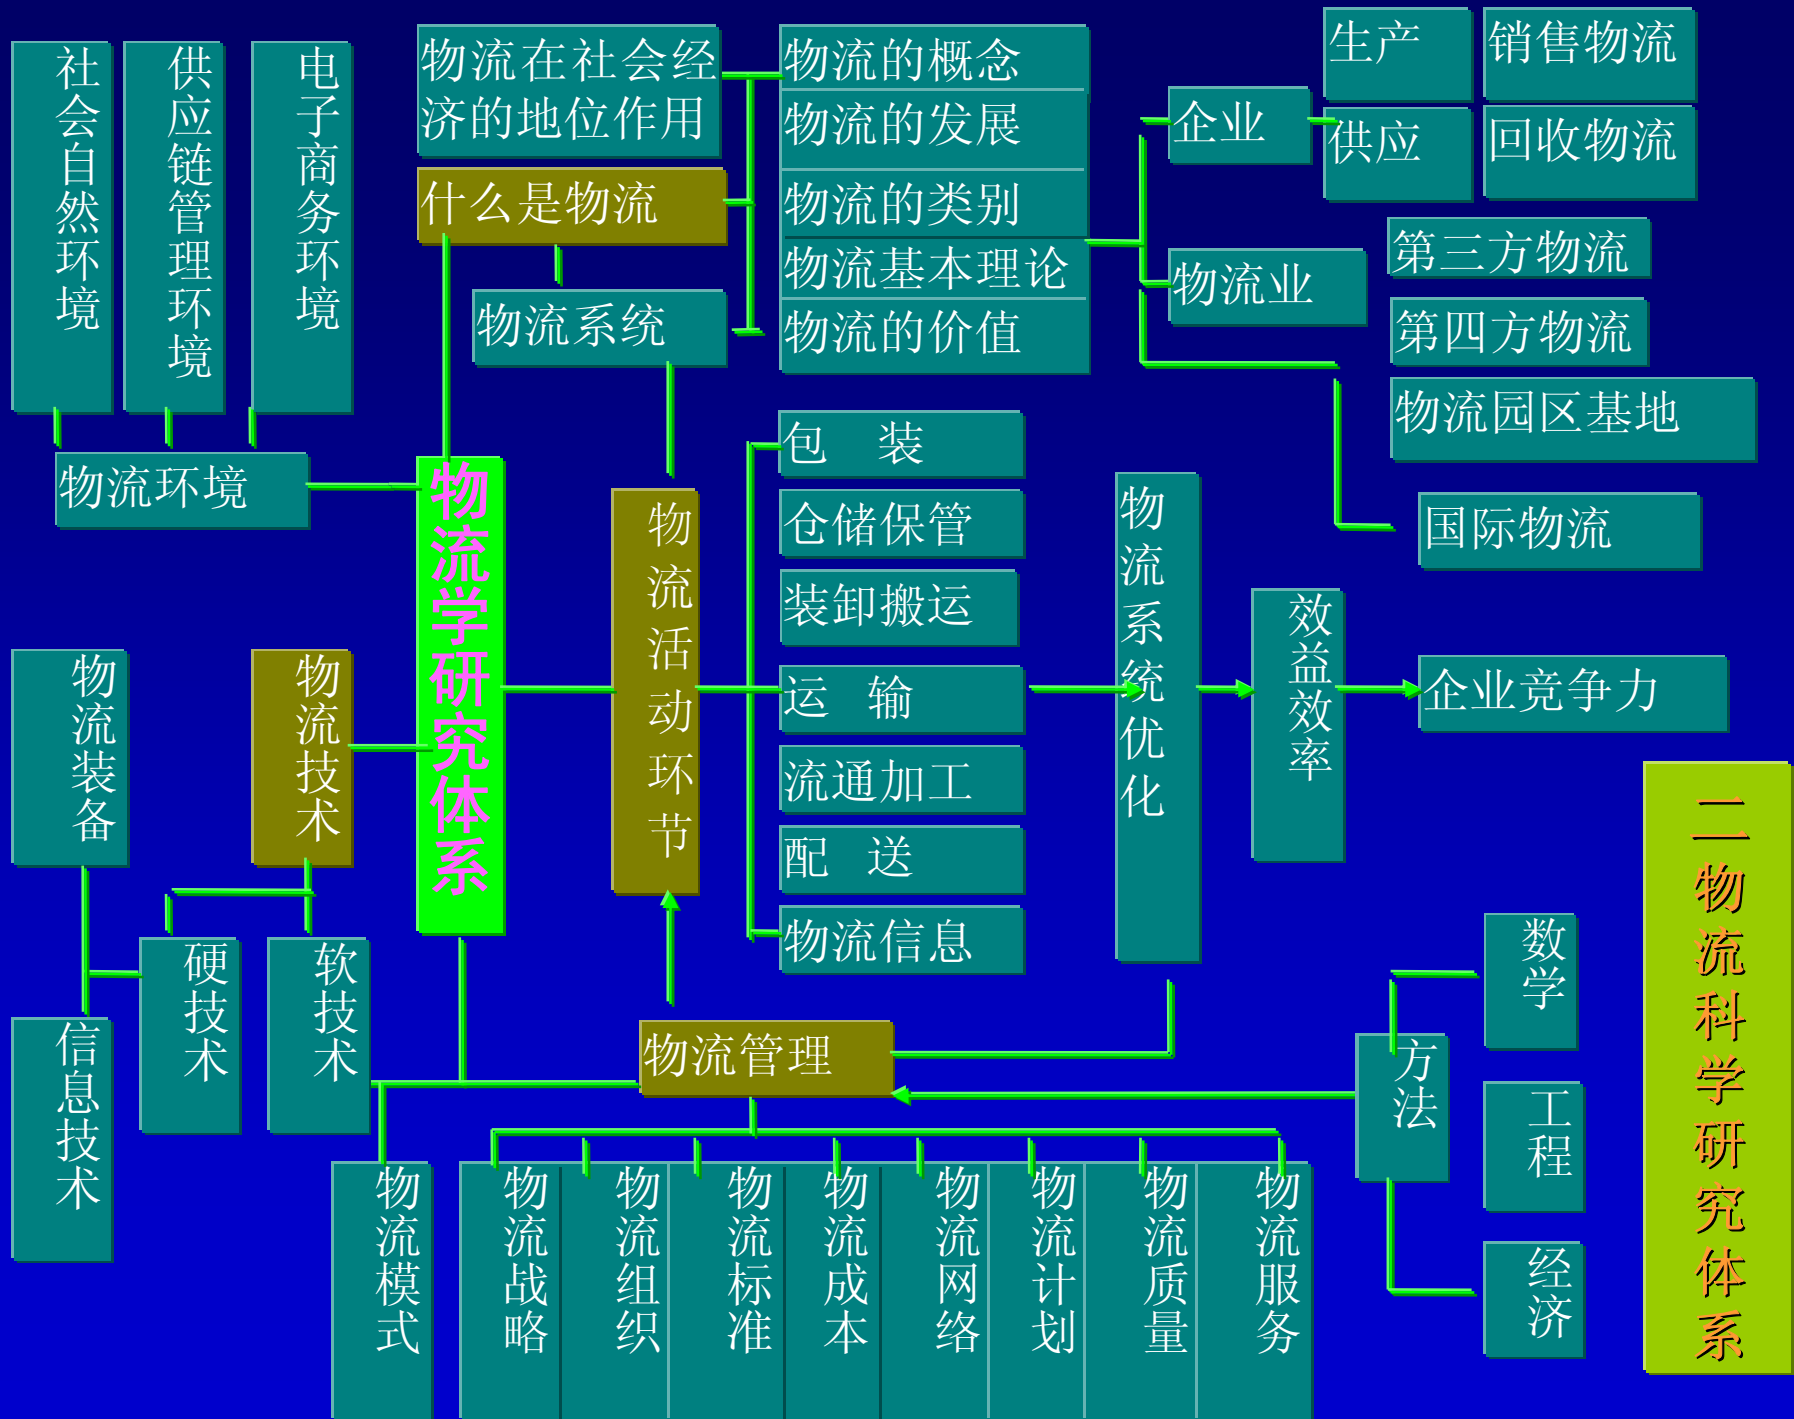 社会自然环境
供应链管理环境
电子商务环境
物流在社会经
济的地位作用
什么是物流
物流系统
物流的概念
物流的发展
物流的类别
物流基本理论
物流的价值
企业
生产
销售物流
供应
回收物流
物流业
第三方物流
第四方物流
物流园区基地
国际物流
物流环境
物流学研究体系
物流活动环节
包 装
仓储保管
装卸搬运
运 输
流通加工
配 送
物流信息
物流系统优化
效益效率
企业竞争力
物流装备
物流技术
硬技术
软技术
信息技术
物流管理
方法
数学
工程
经济
物流模式
物流战略
物流组织
物流标准
物流成本
物流网络
物流计划
物流质量
物流服务
二物流科学研究体系